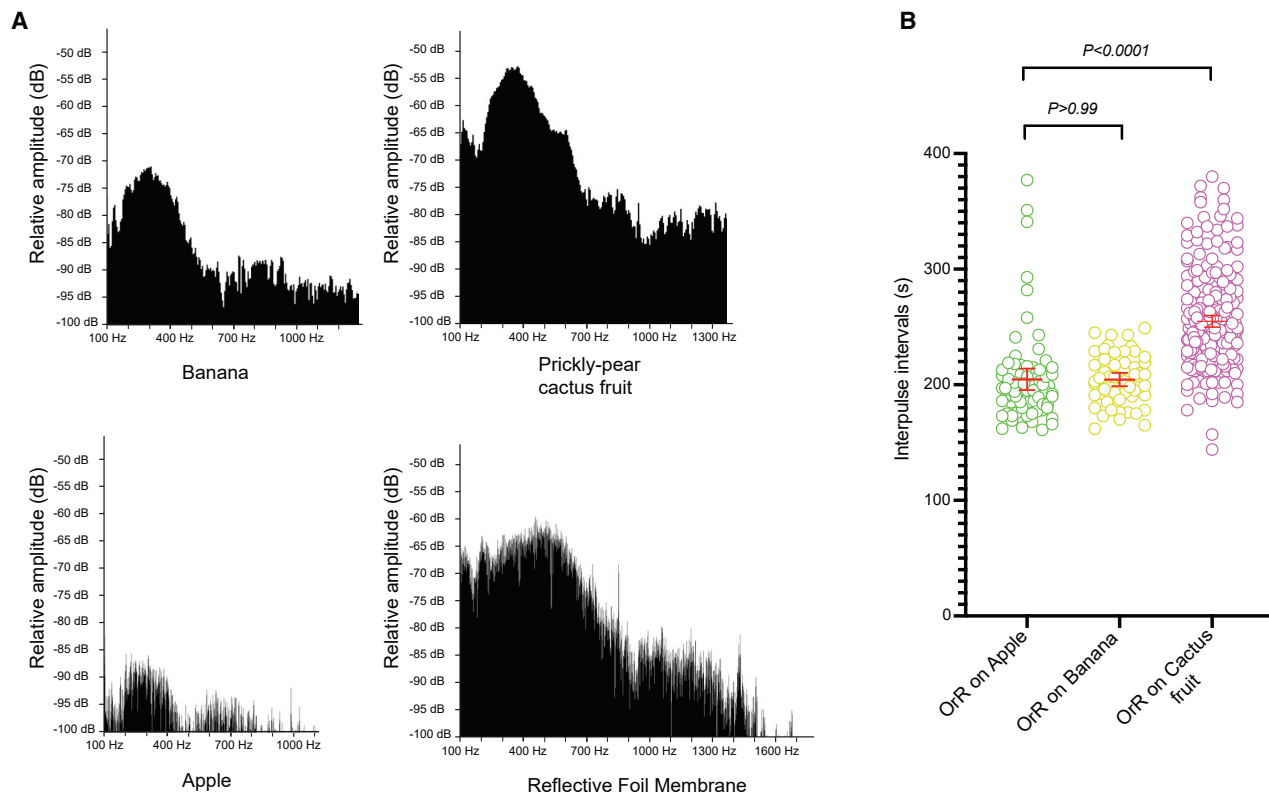 A
Relative amplitude (dB)
-50 dB
-55 dB
-60 dB
-65 dB
-70 dB
-75 dB
-80 dB
-85 dB
-90 dB
-95 dB
-100 dB
100 Hz 400 Hz 700 Hz 1000 Hz
Banana
Relative amplitude (dB)
-50 dB
-55 dB
-60 dB
-65 dB
-70 dB
-75 dB
-80 dB
-85 dB
-90 dB
-95 dB
-100 dB
100 Hz 400 Hz 700 Hz 1000 Hz 1300 Hz
Prickly-pear
cactus fruit
Relative amplitude (dB)
-50 dB
-55 dB
-60 dB
-65 dB
-70 dB
-75 dB
-80 dB
-85 dB
-90 dB
-95 dB
-100 dB
100 Hz 400 Hz 700 Hz 1000 Hz
Apple
Relative amplitude (dB)
-50 dB
-55 dB
-60 dB
-65 dB
-70 dB
-75 dB
-80 dB
-85 dB
-90 dB
-95 dB
-100 dB
100 Hz 400 Hz 700 Hz 1000 Hz 1300 Hz 1600 Hz
Reflective Foil Membrane
B
P<0.0001
P>0.99
Interpulse intervals (s)
400
300
200
100
0
OrR on Apple
OrR on Banana
OrR on Cactus
fruit